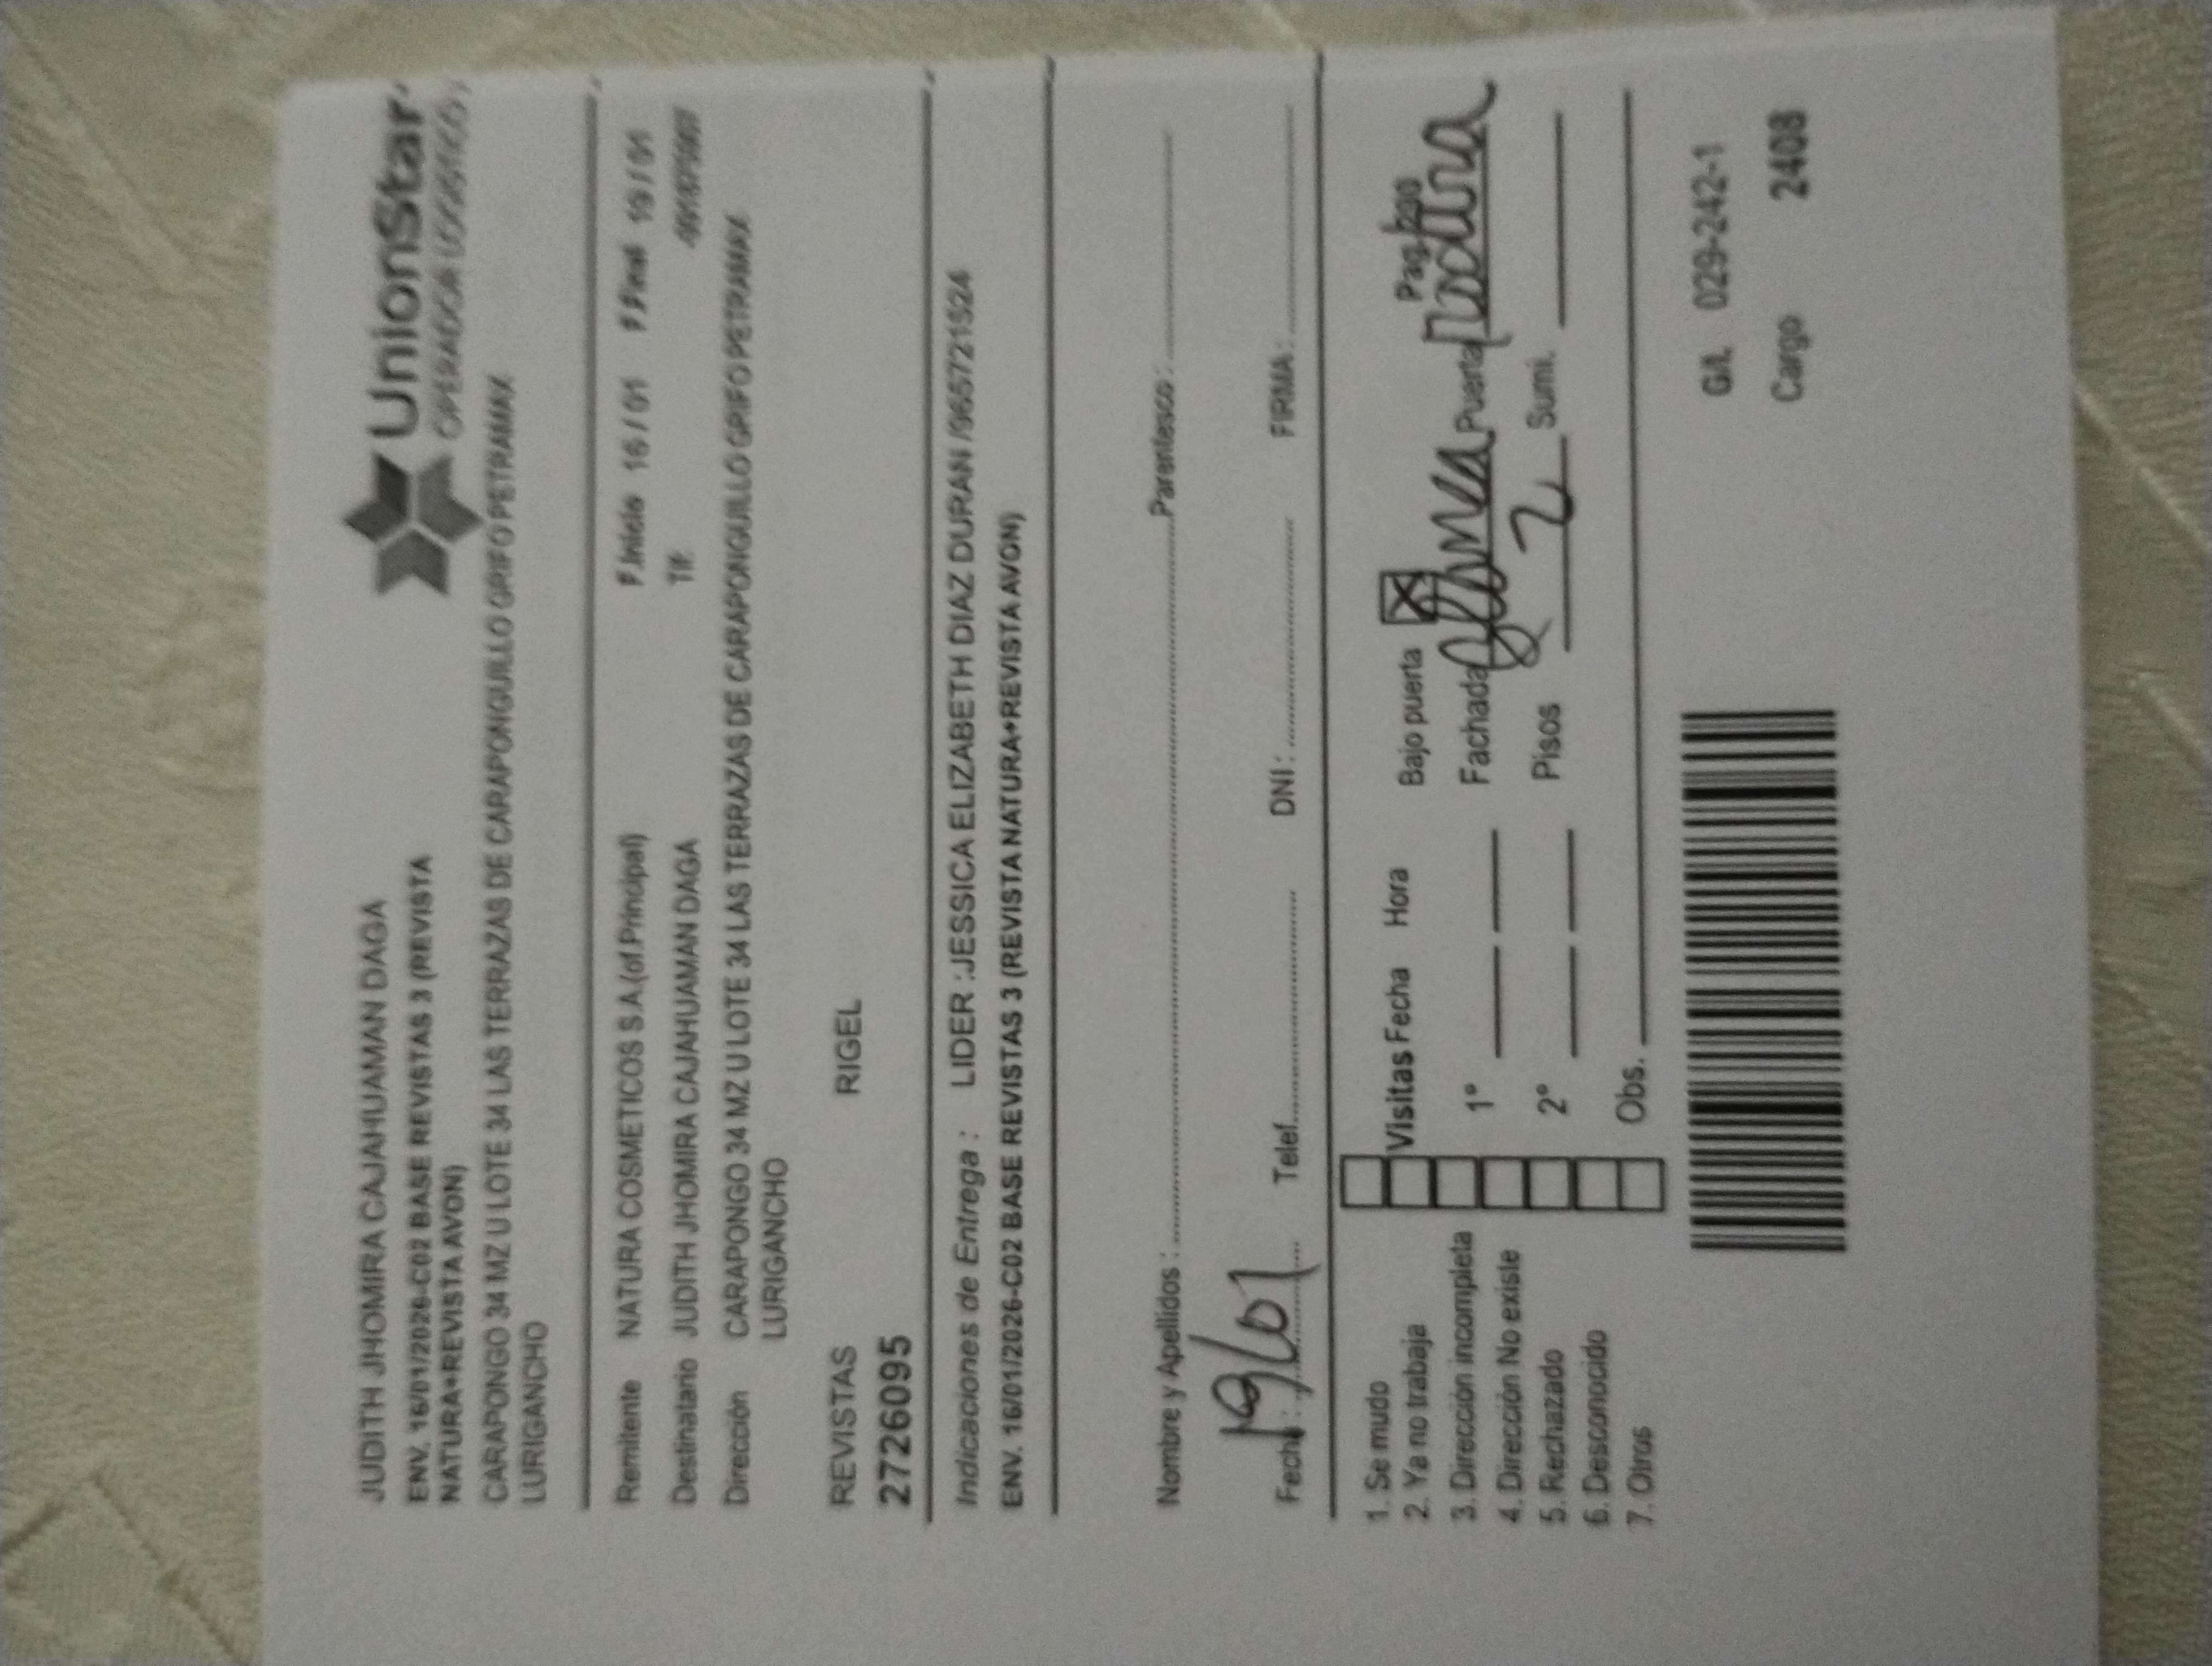 JUDITH JHOMIRA CAJAHUAMAN DAGA
ENV. 16/01/2026-C02 BASE REVISTAS 3 (REVISTA
NATURA+REVISTA AVON)
CARAPONGO 34 MZ U LOTE 34 LAS TERRAZAS DE CARAPONGUILLO GRIFO PETRAMAX
LURIGANCHO
UnionStar
OPERADOR LOGISTICO
Remitente NATURA COSMETICOS S.A.(of.Principal) F.Inicio 16/01 F.Final 19/01
Destinatario JUDITH JHOMIRA CAJAHUAMAN DAGA Tlf:
Dirección CARAPONGO 34 MZ U LOTE 34 LAS TERRAZAS DE CARAPONGUILLO GRIFO PETRAMAX
LURIGANCHO
REVISTAS RIGEL
2726095
Indicaciones de Entrega : LIDER :JESSICA ELIZABETH DIAZ DURAN /965721524
ENV. 16/01/2026-C02 BASE REVISTAS 3 (REVISTA NATURA+REVISTA AVON)
Nombre y Apellidos : Parentesco :
Fecha : 19/01 Telef. DNI : FIRMA :
1. Se mudo
2. Ya no trabaja
3. Dirección incompleta
4. Dirección No existe
5. Rechazado
6. Desconocido
7. Otros
Visitas Fecha Hora Bajo puerta X Pag.
1° Fachada Puerta
2° Pisos 2 Sumi.
Obs.
G/L 029-242-1
Cargo 2408